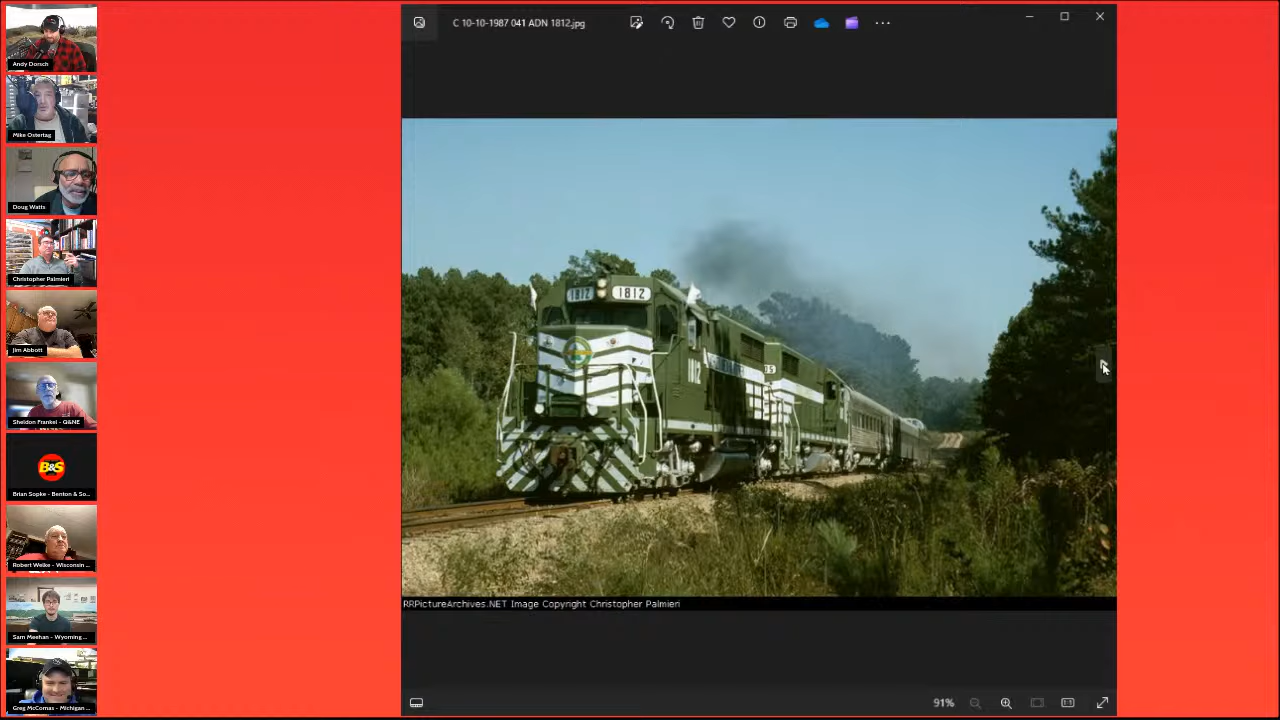 C 10-10-1987 041 ADN 1812.jpg
Andy Dorsch
Mike Ostertag
Doug Watts
Christopher Palmieri
Jim Abbott
Sheldon Frankel - Q&NE
B&S
Brian Sopke - Benton & So...
Robert Welke - Wisconsin ...
Sam Meehan - Wyoming ...
Greg McComas - Michigan ...
1812
1812
1812
RRPictureArchives.NET Image Copyright Christopher Palmieri
91%